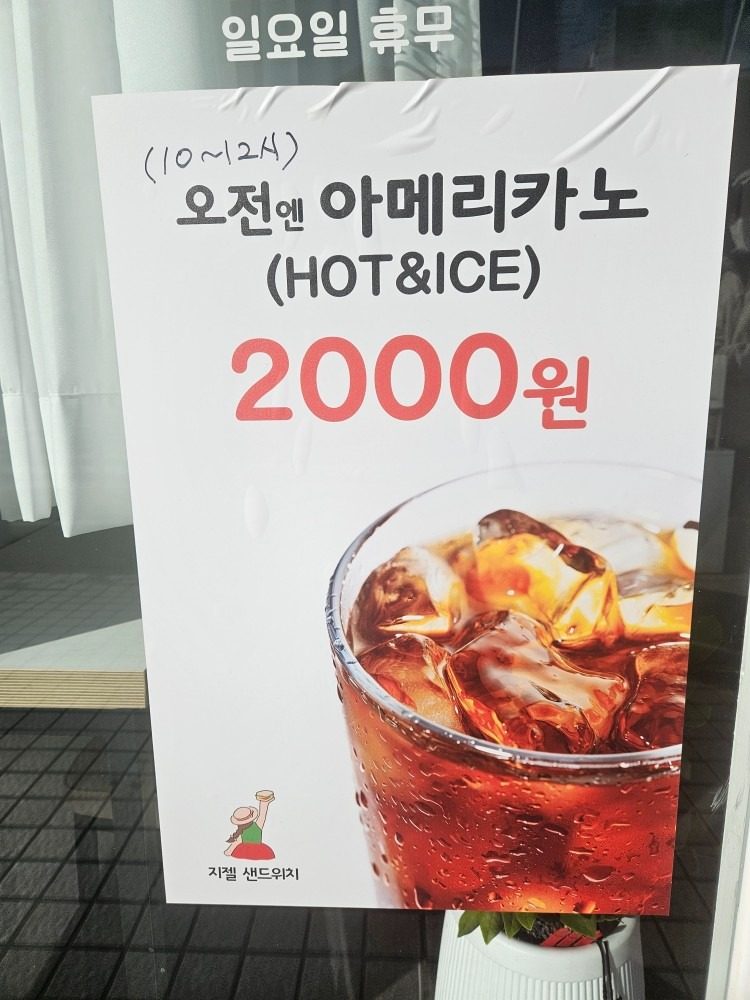 일요일 휴무
(10~12시)
오전엔 아메리카노
(HOT&ICE)
2000원
지젤 샌드위치